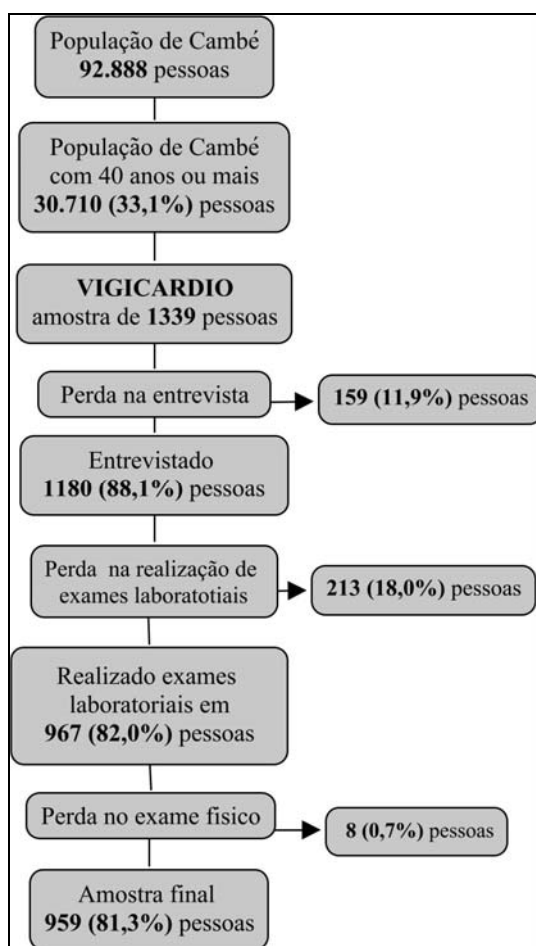 População de Cambé
92.888 pessoas
População de Cambé
com 40 anos ou mais
30.710 (33,1%) pessoas
VIGICARDIO
amostra de 1339 pessoas
Perda na entrevista
159 (11,9%) pessoas
Entrevistado
1180 (88,1%) pessoas
Perda na realização de
exames laboratotiais
213 (18,0%) pessoas
Realizado exames
laboratoriais em
967 (82,0%) pessoas
Perda no exame fisico
8 (0,7%) pessoas
Amostra final
959 (81,3%) pessoas